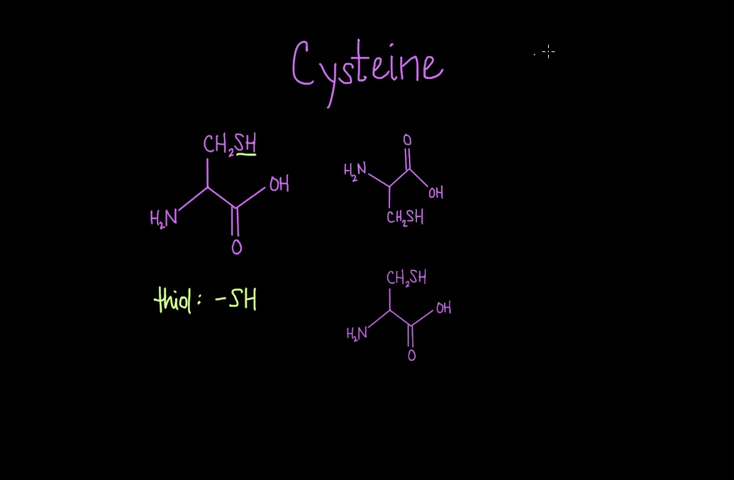 Cysteine
CH₂SH
H₂N
OH
O
thiol: -SH
O
H₂N
OH
CH₂SH
CH₂SH
OH
H₂N
O